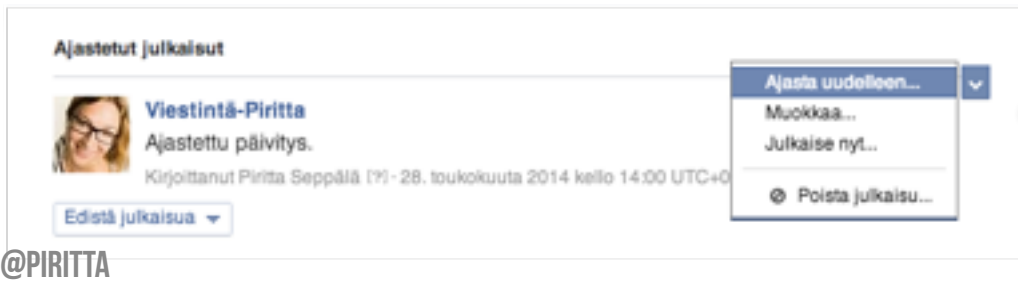 Ajastetut julkaisut
Viestintä-Piritta
Ajastettu päivitys.
Kirjoittanut Piritta Seppälä [?] · 28. toukokuuta 2014 kello 14:00 UTC+0
Edistä julkaisua
Ajasta uudelleen...
Muokkaa...
Julkaise nyt...
Poista julkaisu...
@PIRITTA